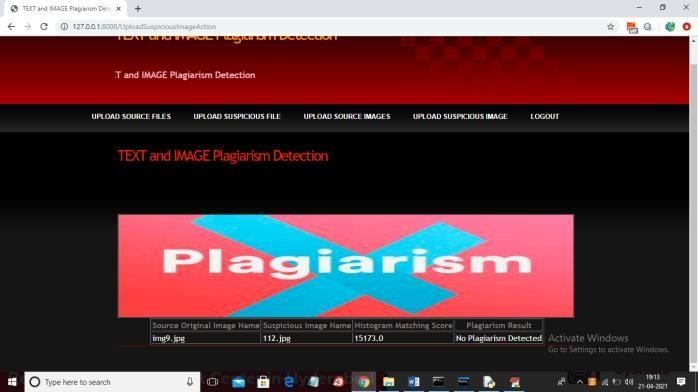 TEXT and IMAGE Plagiarism Dete
127.0.0.1:8000/UploadSuspiciousImageAction
TEXT and IMAGE Plagiarism Detection
T and IMAGE Plagiarism Detection
UPLOAD SOURCE FILES UPLOAD SUSPICIOUS FILE UPLOAD SOURCE IMAGES UPLOAD SUSPICIOUS IMAGE LOGOUT
TEXT and IMAGE Plagiarism Detection
Plagiarism
Source Original Image Name Suspicious Image Name Histogram Matching Score Plagiarism Result
img9.jpg 112.jpg 15173.0 No Plagiarism Detected
Activate Windows
Go to Settings to activate Windows.
Type here to search
19:13
21-04-2021